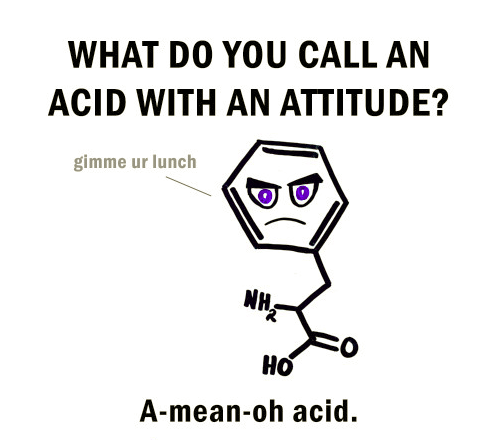 WHAT DO YOU CALL AN
ACID WITH AN ATTITUDE?
gimme ur lunch
NH2
HO
O
A-mean-oh acid.